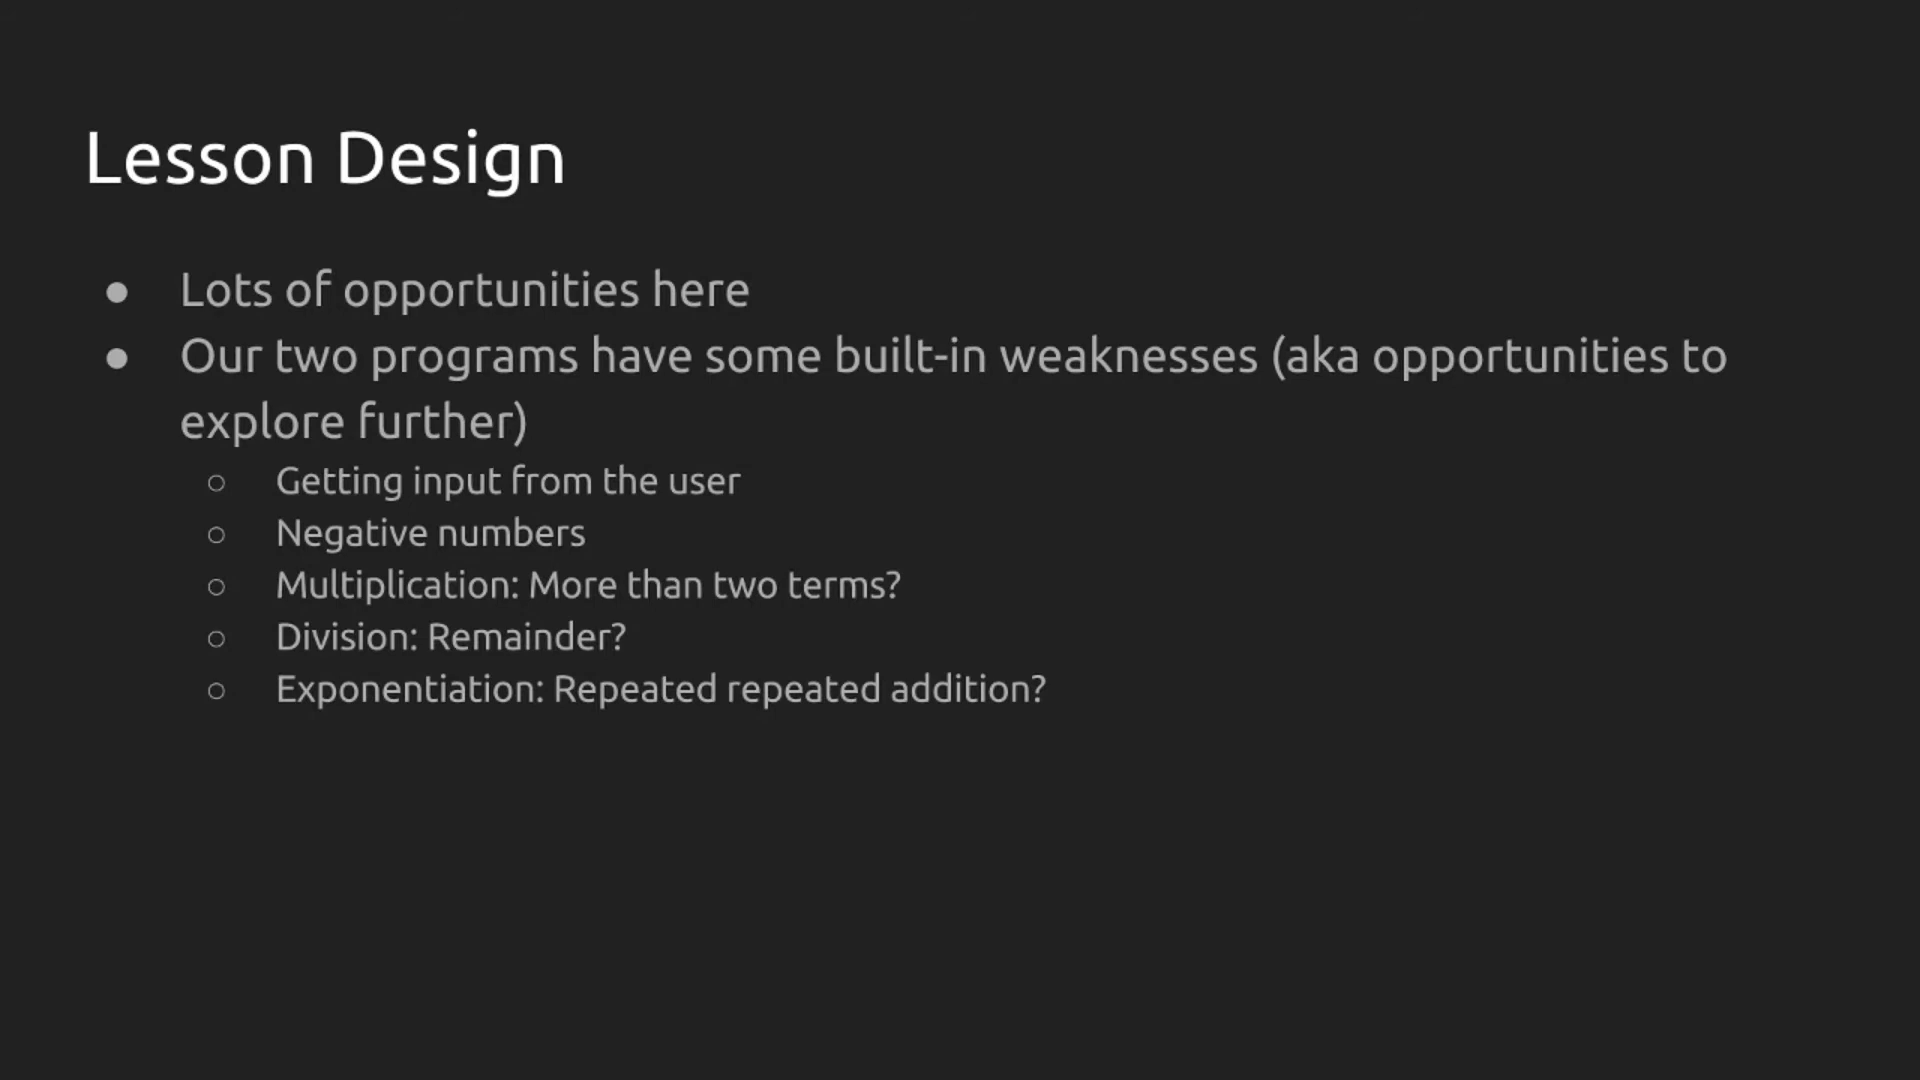 Lesson Design
● Lots of opportunities here
● Our two programs have some built-in weaknesses (aka opportunities to
explore further)
○ Getting input from the user
○ Negative numbers
○ Multiplication: More than two terms?
○ Division: Remainder?
○ Exponentiation: Repeated repeated addition?